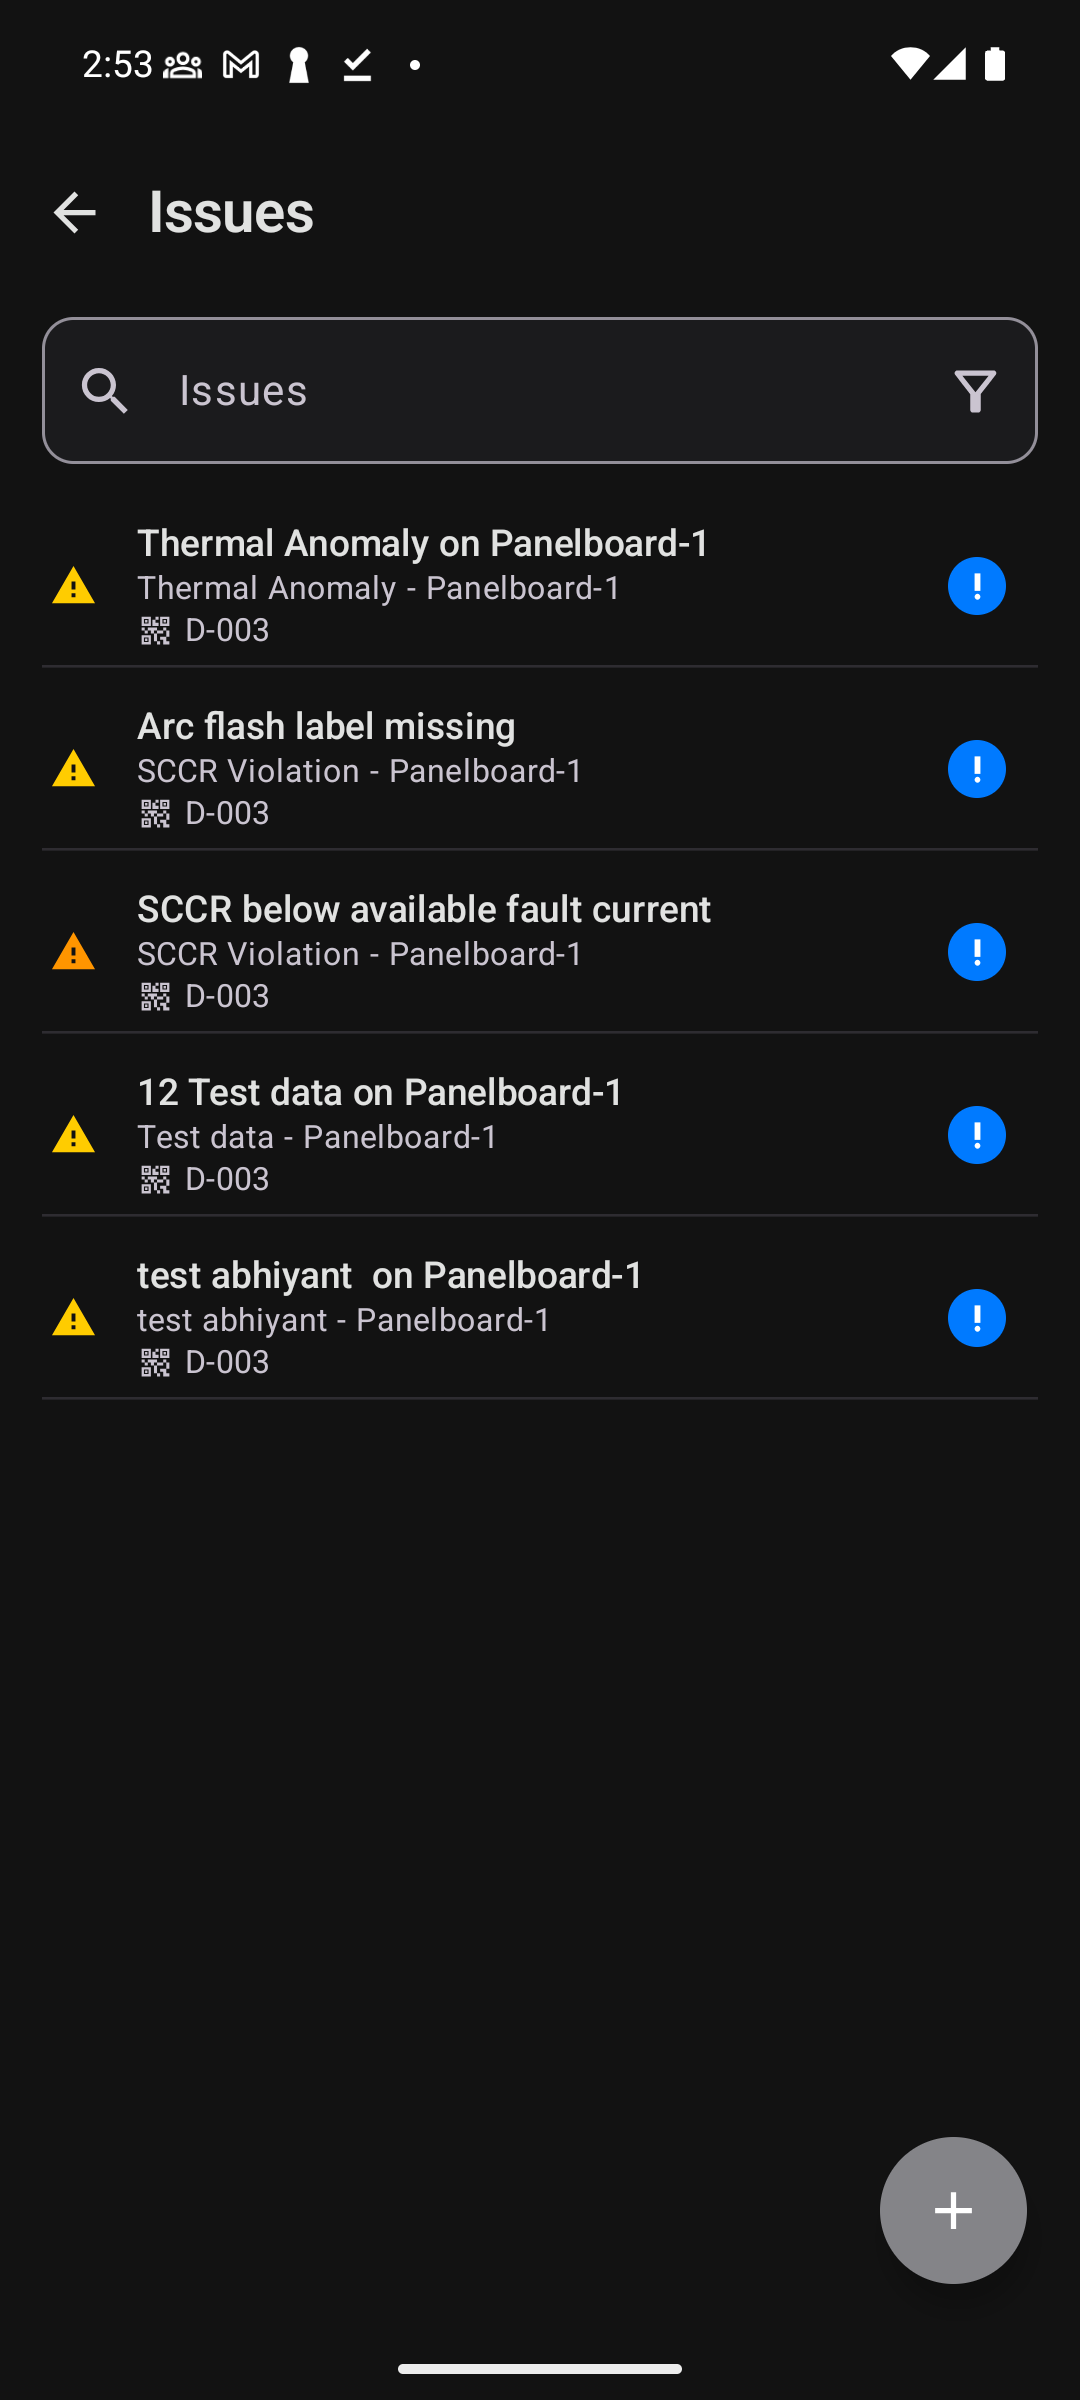 2:53
Issues
Issues
Thermal Anomaly on Panelboard-1
Thermal Anomaly - Panelboard-1
D-003
Arc flash label missing
SCCR Violation - Panelboard-1
D-003
SCCR below available fault current
SCCR Violation - Panelboard-1
D-003
12 Test data on Panelboard-1
Test data - Panelboard-1
D-003
test abhiyant  on Panelboard-1
test abhiyant - Panelboard-1
D-003